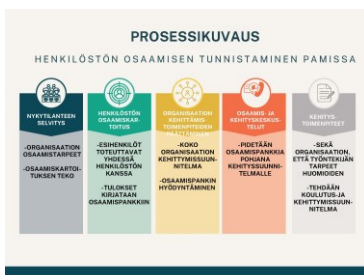 PROSESSIKUVAUS
HENKILÖSTÖN OSAAMISEN TUNNISTAMINEN PAMISSA
NYKYTILANTEEN
SELVITYS
-ORGANISAATION
OSAAMISTARPEET
-OSAAMISKARTOI-
TUKSEN TEKO
HENKILÖSTÖN
OSAAMISKAR-
TOITUS
-ESIHENKILÖT
TOTEUTTAVAT
YHDESSÄ
HENKILÖSTÖN
KANSSA
-TULOKSET
KIRJATAAN
OSAAMISPANKKIIN
ORGANISAATION
KEHITTÄMIS-
TOIMENPITEIDEN
-KOKO
ORGANISAATION
KEHITTYMISSUUN-
NITELMA
-OSAAMISPANKIN
HYÖDYNTÄMINEN
OSAAMIS- JA
KEHITYSKESKUS-
TELUT
-PIDETÄÄN
OSAAMISPANKKIA
POHJANA
KEHITYSSUUNNI-
TELMALLE
KEHITYS-
TOIMENPITEET
-SEKÄ
ORGANISAATION,
ETTÄ TYÖNTEKIJÄN
TARPEET
HUOMIOIDEN
-TEHDÄÄN
KOULUTUS-JA
KEHITTYMISSUUN-
NITELMA